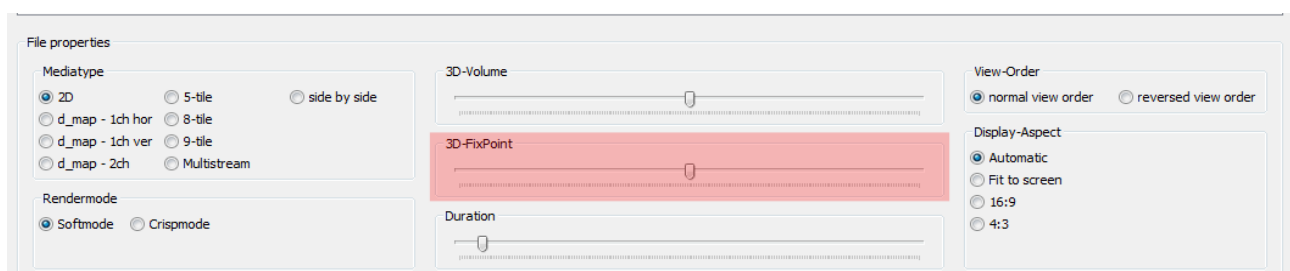 File properties
Mediatype
2D
5-tile
side by side
d_map - 1ch hor
8-tile
d_map - 1ch ver
9-tile
d_map - 2ch
Multistream
Rendermode
Softmode
Crispmode
3D-Volume
3D-FixPoint
Duration
View-Order
normal view order
reversed view order
Display-Aspect
Automatic
Fit to screen
16:9
4:3